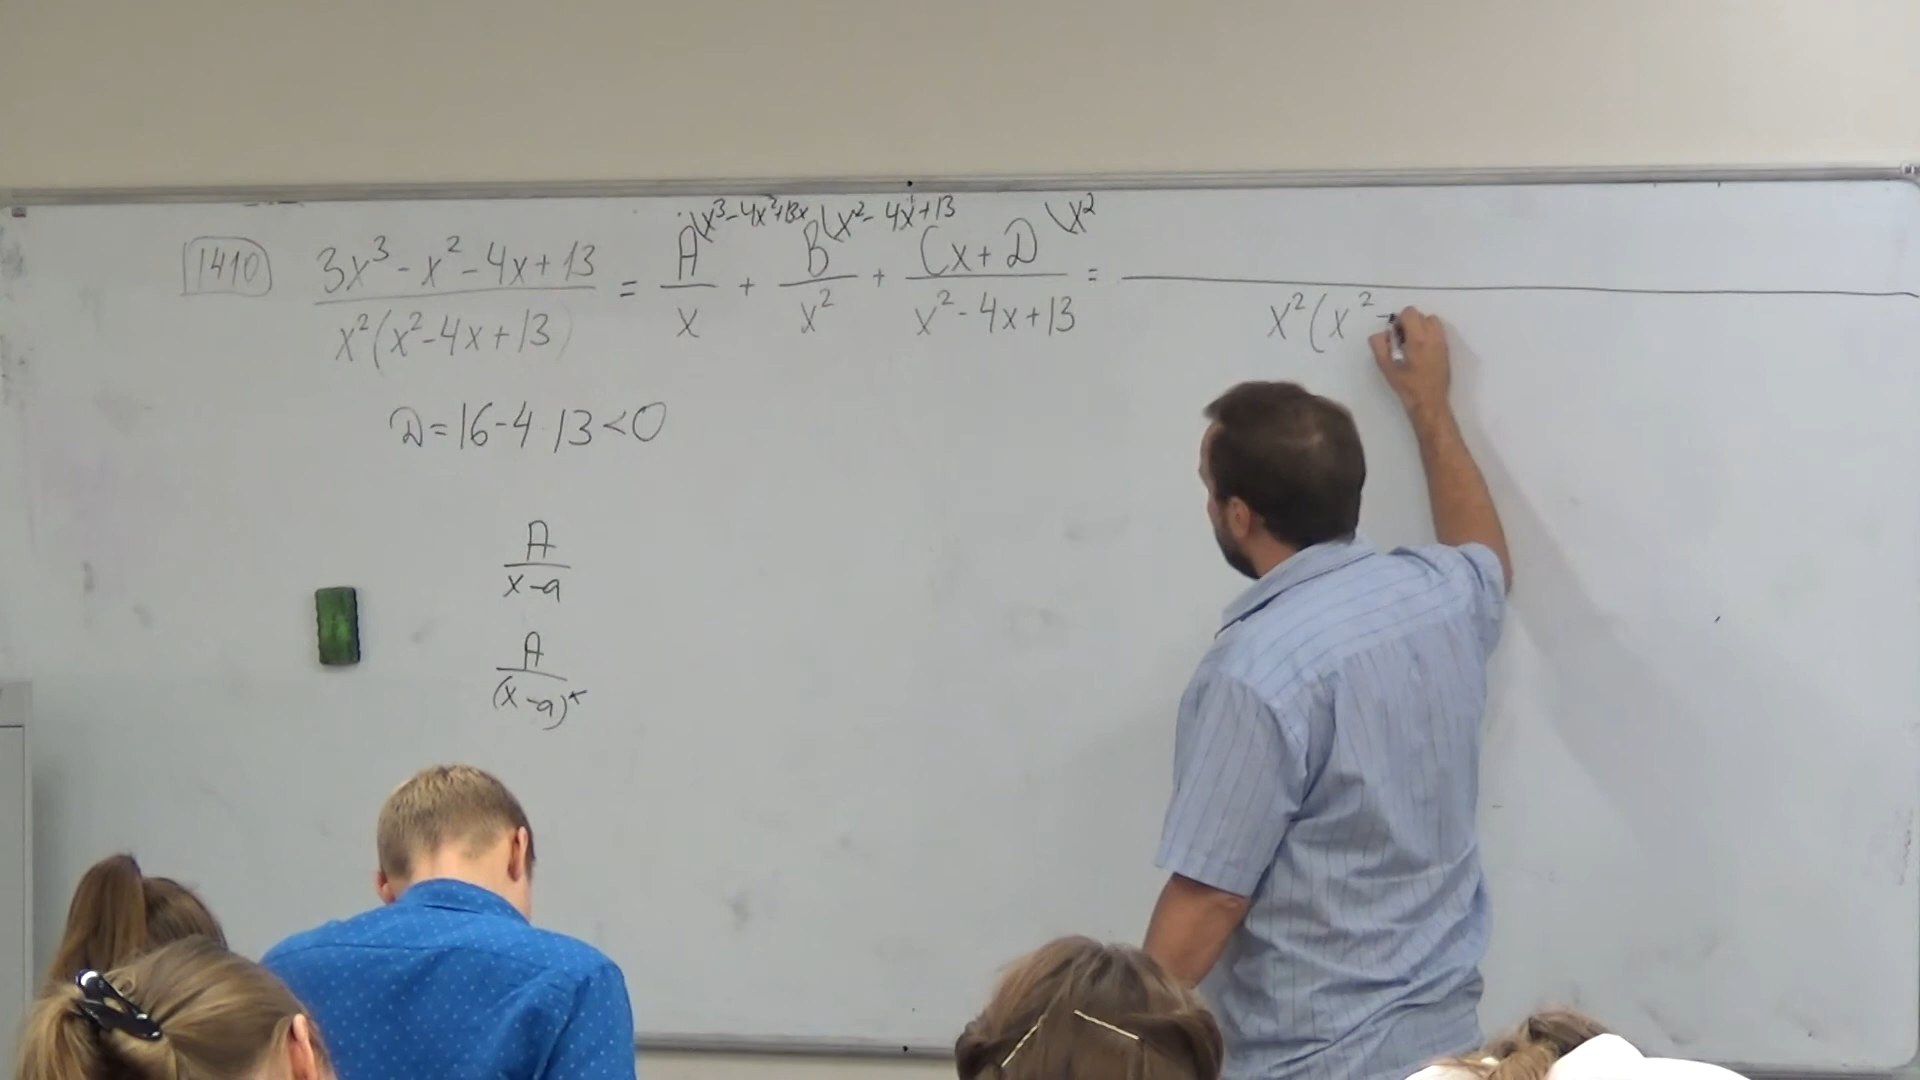 1410 3x³-x²-4x+13 / x²(x²-4x+13) = A\x³-4x²+13x / x + B\x²-4x+13 / x² + Cx+D\x² / x²-4x+13 = / x²(x²-
D=16-4·13<0
A / x-a
A / (x-a)ᵏ